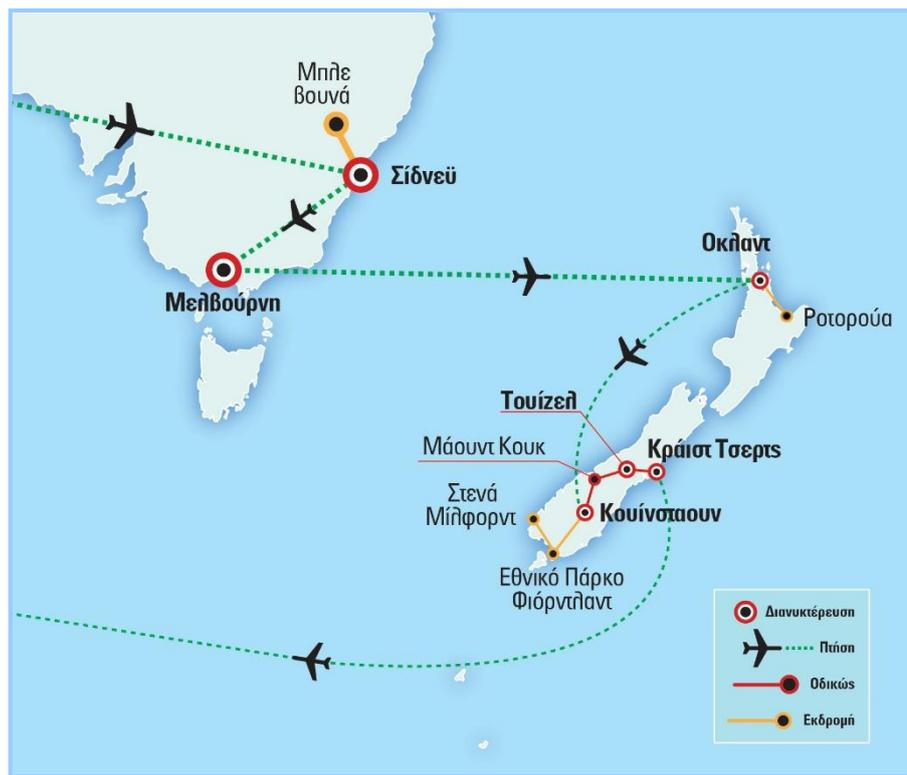 Μπλε
βουνά
Σίδνεϋ
Μελβούρνη
Οκλαντ
Ροτορούα
Τουίζελ
Μάουντ Κουκ
Κράιστ Τσερτς
Στενά
Μίλφορντ
Κουίνσταουν
Εθνικό Πάρκο
Φιόρντλαντ
Διανυκτέρευση
Πτήση
Οδικώς
Εκδρομή